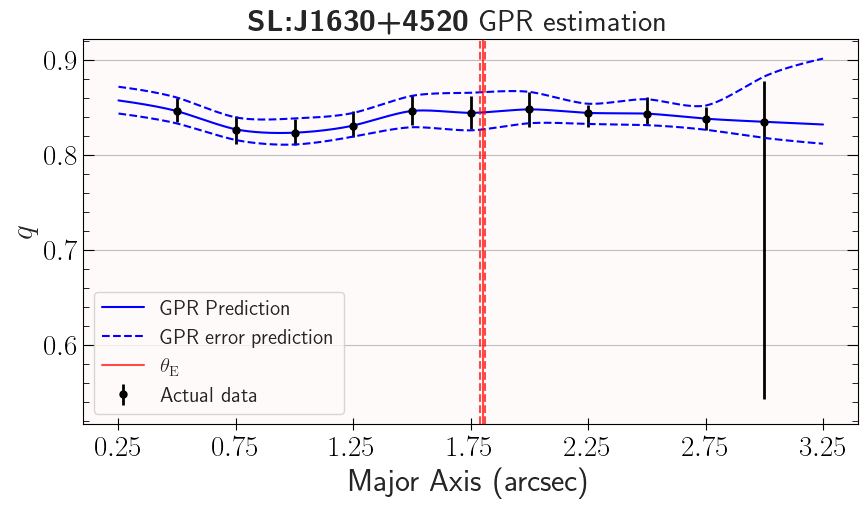 SL:J1630+4520 GPR estimation
0.9
0.8
0.7
0.6
q
GPR Prediction
GPR error prediction
θE
Actual data
0.25 0.75 1.25 1.75 2.25 2.75 3.25
Major Axis (arcsec)